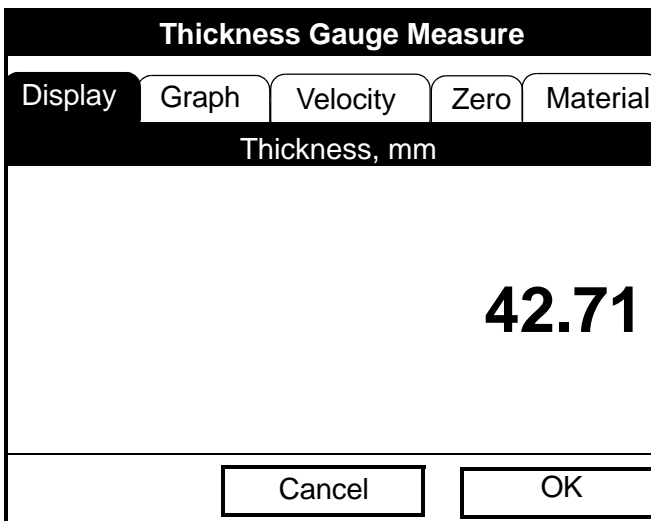 Thickness Gauge Measure
Display Graph Velocity Zero Material
Thickness, mm
42.71
Cancel OK